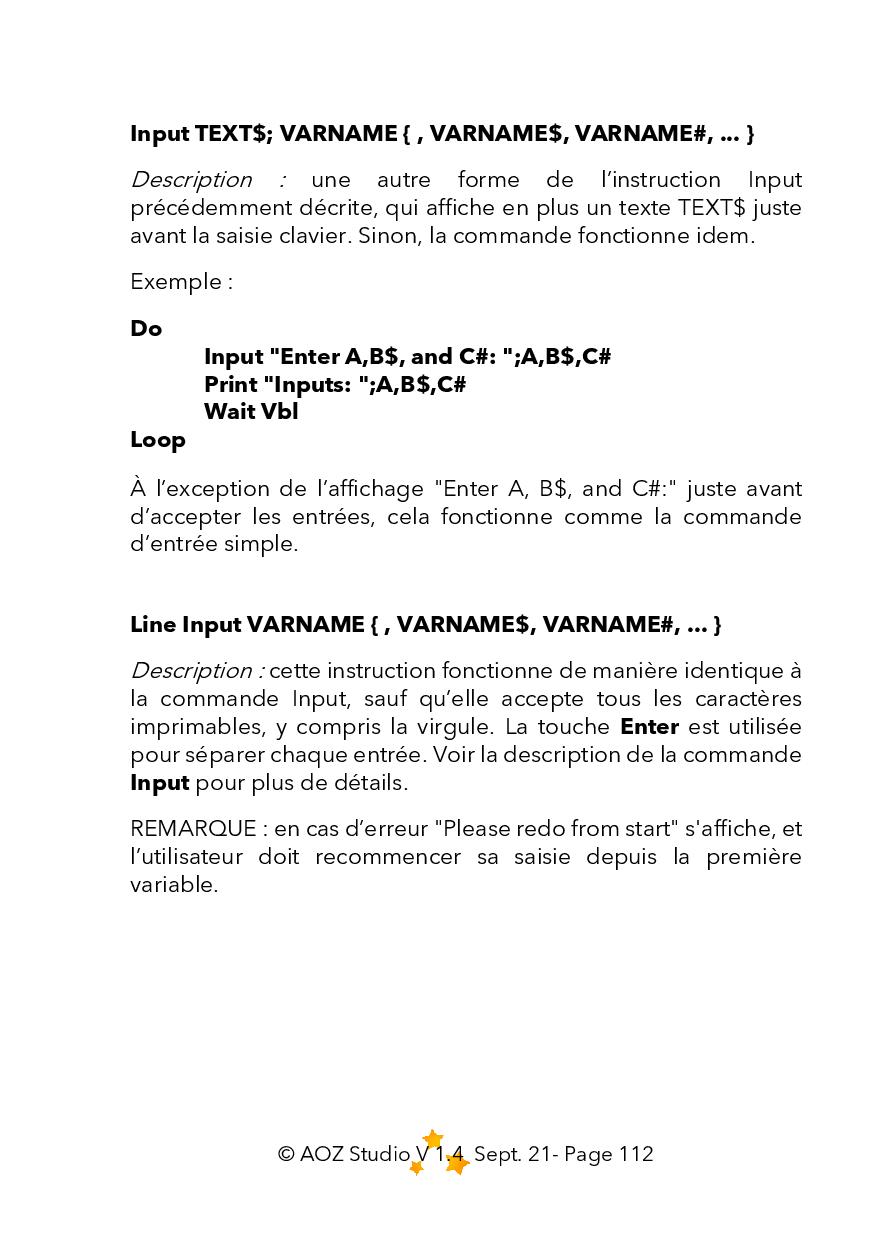 Input TEXT$; VARNAME { , VARNAME$, VARNAME#, ... }
Description : une autre forme de l’instruction Input
précédemment décrite, qui affiche en plus un texte TEXT$ juste
avant la saisie clavier. Sinon, la commande fonctionne idem.
Exemple :
Do
Input "Enter A,B$, and C#: ";A,B$,C#
Print "Inputs: ";A,B$,C#
Wait Vbl
Loop
À l’exception de l’affichage "Enter A, B$, and C#:" juste avant
d’accepter les entrées, cela fonctionne comme la commande
d’entrée simple.
Line Input VARNAME { , VARNAME$, VARNAME#, ... }
Description : cette instruction fonctionne de manière identique à
la commande Input, sauf qu’elle accepte tous les caractères
imprimables, y compris la virgule. La touche Enter est utilisée
pour séparer chaque entrée. Voir la description de la commande
Input pour plus de détails.
REMARQUE : en cas d’erreur "Please redo from start" s'affiche, et
l’utilisateur doit recommencer sa saisie depuis la première
variable.
© AOZ Studio V 1.4 Sept. 21- Page 112